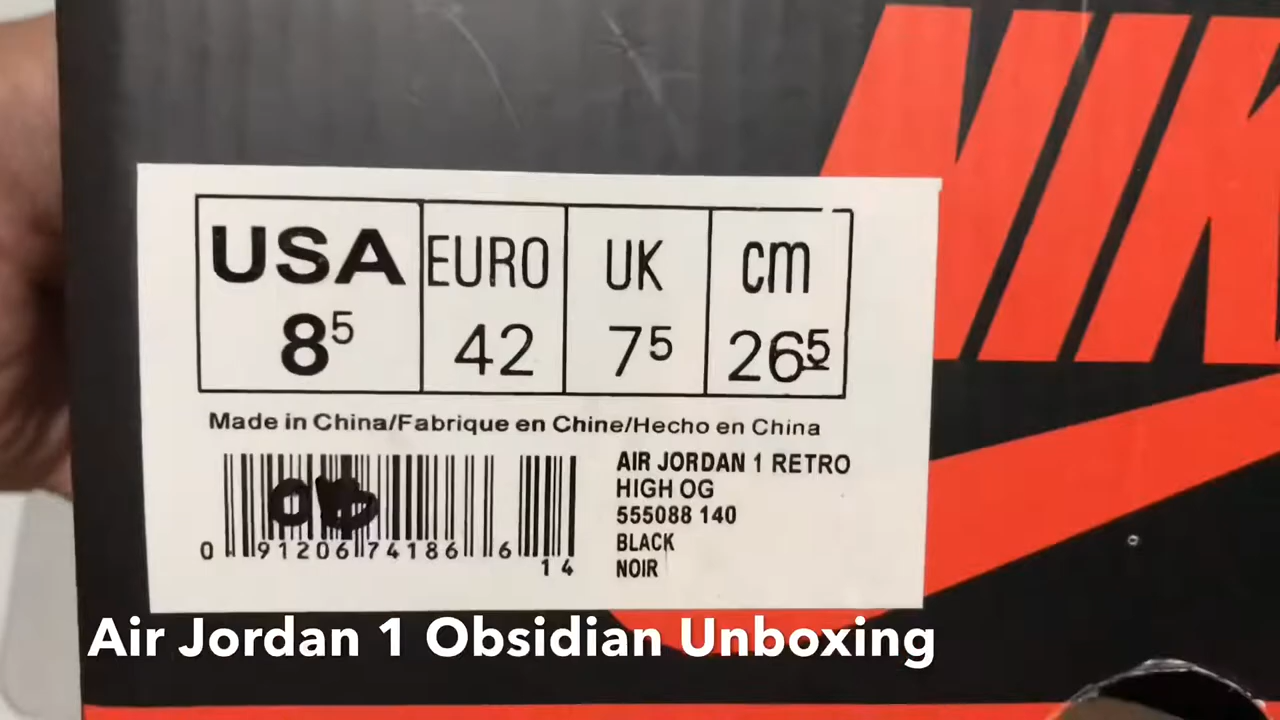 NIK
USA EURO UK cm
8⁵ 42 7⁵ 26⁵
Made in China/Fabrique en Chine/Hecho en China
AIR JORDAN 1 RETRO
HIGH OG
555088 140
BLACK
NOIR
0 91206 74186 6
14
Air Jordan 1 Obsidian Unboxing